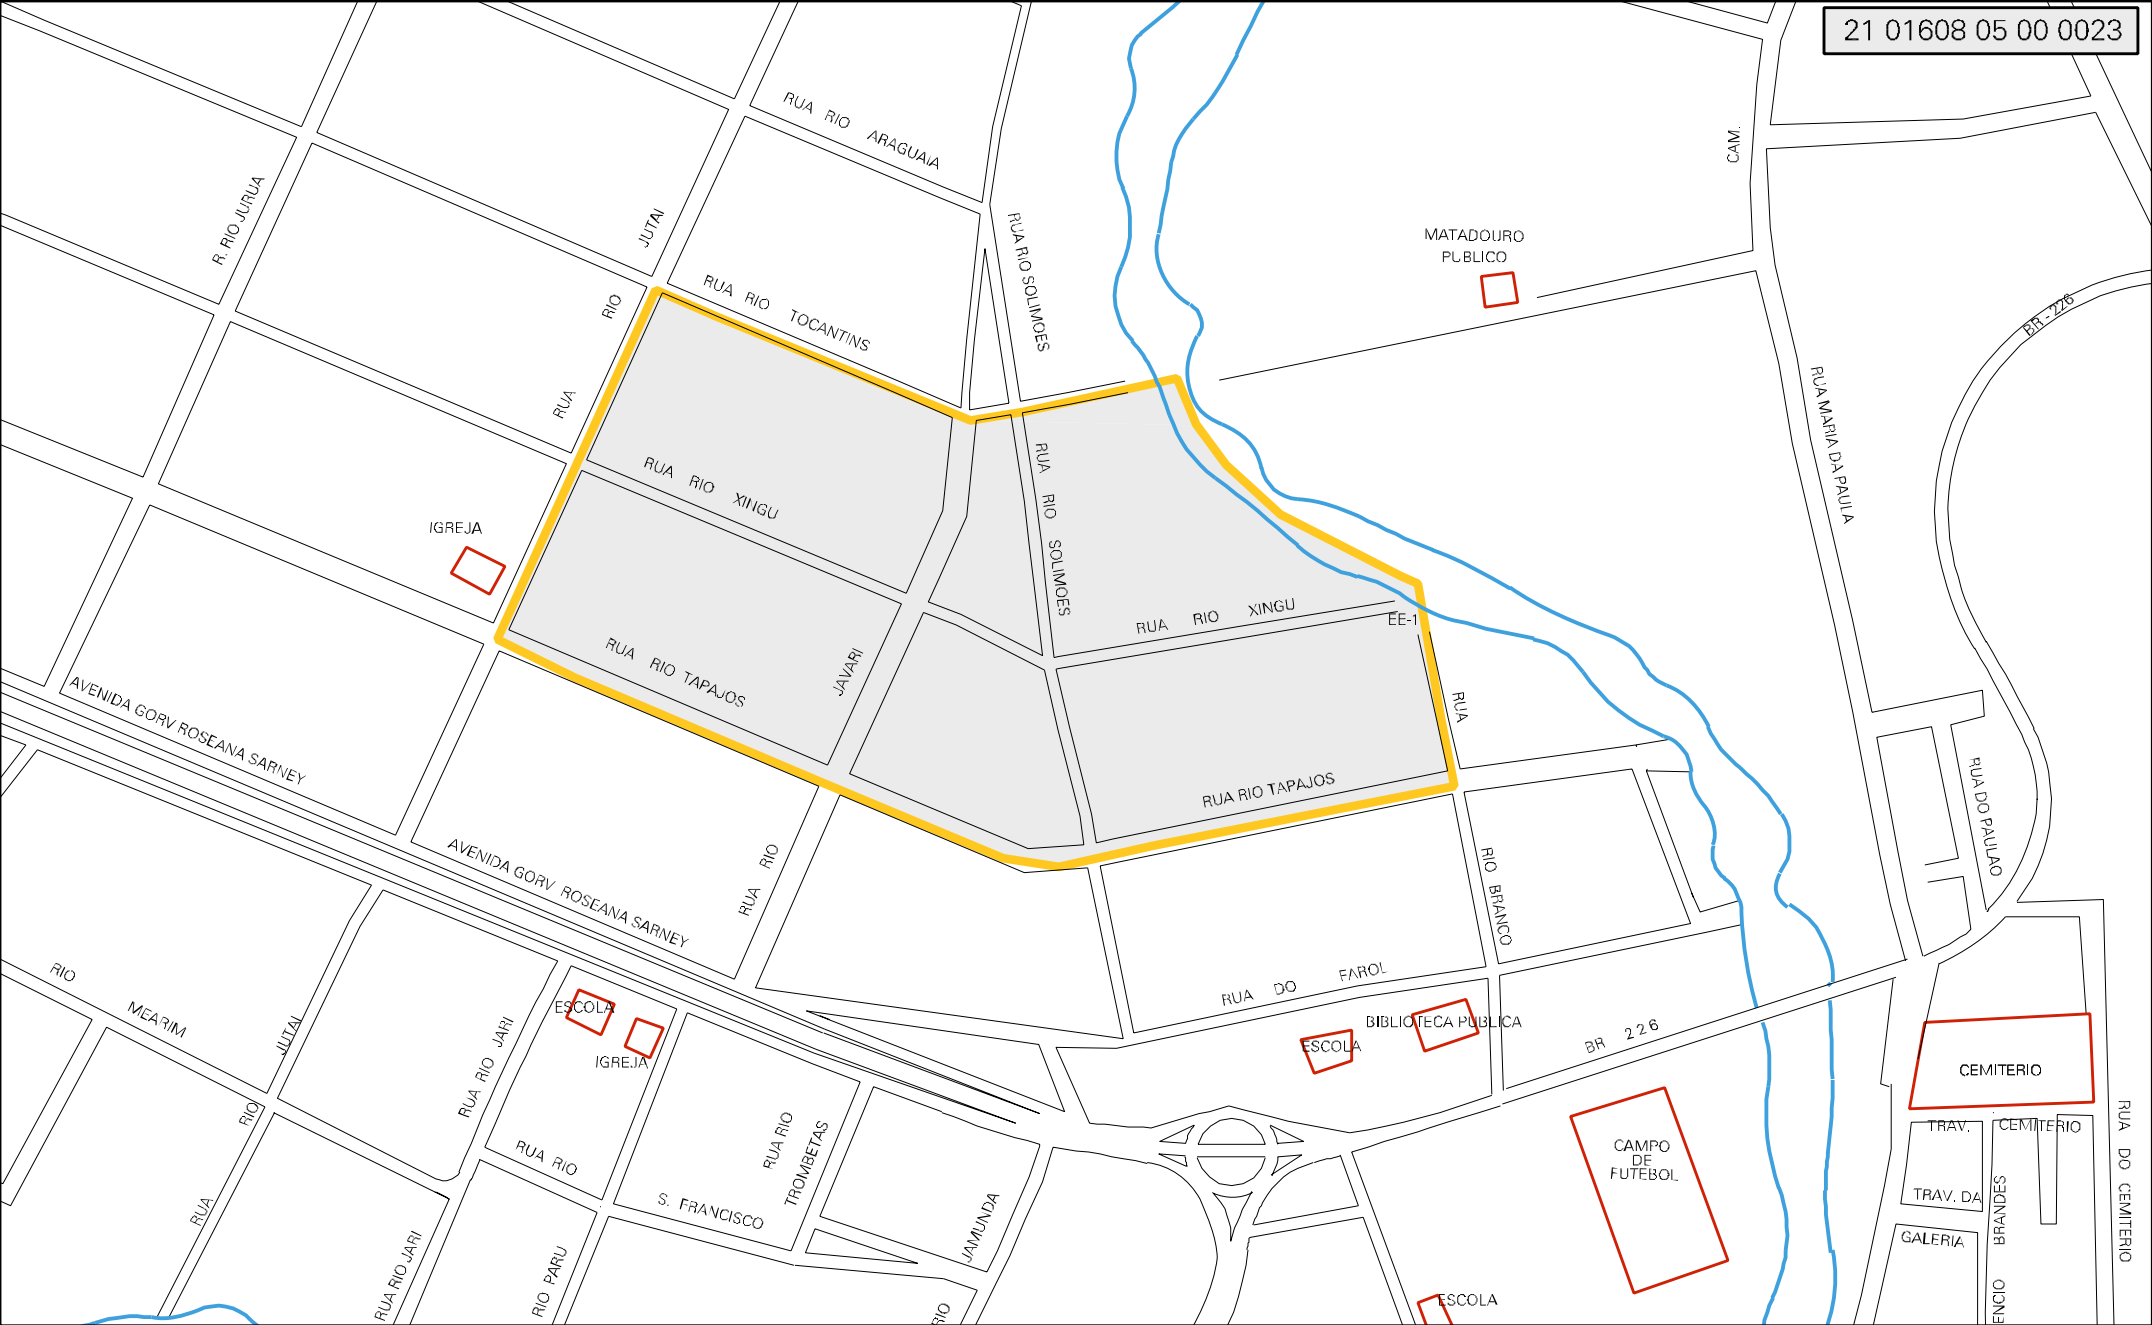 21 01608 05 00 0023
RUA RIO ARAGUAIA
CAM.
R. RIO JURUA
JUTAI
RIO
RUA
RUA RIO SOLIMOES
MATADOURO
PUBLICO
BR - 226
RUA RIO TOCANTINS
RUA MARIA DA PAULA
RUA RIO XINGU
RUA RIO SOLIMOES
IGREJA
RUA RIO XINGU
EE-1
RUA RIO TAPAJOS
JAVARI
RIO
RUA
AVENIDA GORV ROSEANA SARNEY
RUA
RIO BRANCO
RUA RIO TAPAJOS
RUA DO PAULAO
AVENIDA GORV ROSEANA SARNEY
RUA DO FAROL
RIO
MEARIM
JUTAI
RIO
RUA
ESCOLA
IGREJA
RUA RIO JARI
BIBLIOTECA PUBLICA
ESCOLA
BR 226
CEMITERIO
TRAV. CEMITERIO
RUA DO CEMITERIO
CAMPO
DE
FUTEBOL
RUA RIO
S. FRANCISCO
RUA RIO
TROMBETAS
JAMUNDA
RIO
TRAV. DA
GALERIA
BRANDES
ENCIO
RUA RIO JARI
RIO PARU
ESCOLA